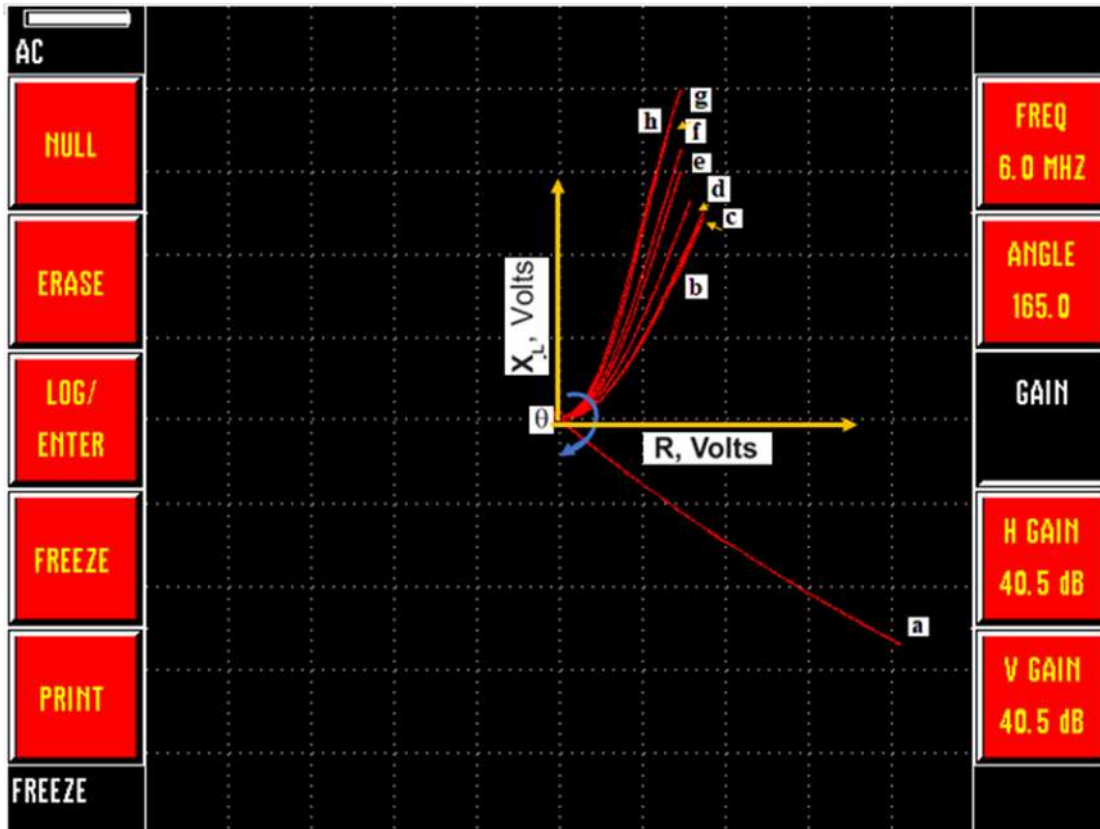 AC
NULL
ERASE
LOG/
ENTER
FREEZE
PRINT
FREEZE
g
h
f
e
d
c
b
X_L, Volts
θ
R, Volts
a
FREQ
6.0 MHZ
ANGLE
165.0
GAIN
H GAIN
40.5 dB
V GAIN
40.5 dB